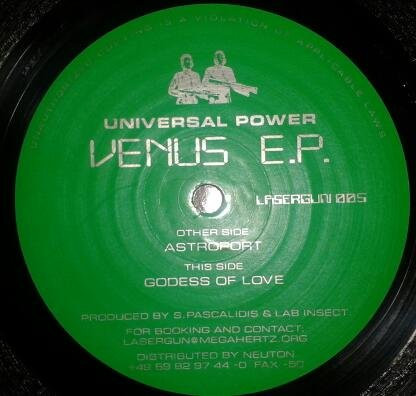 UNAUTHORIZED CUTTING IS A VIOLATION OF APPLICABLE LAWS
UNIVERSAL POWER
VENUS E.P.
LASERGUN 005
OTHER SIDE
ASTROPORT
THIS SIDE
GODESS OF LOVE
PRODUCED BY S.PASCALIDIS & LAB INSECT
FOR BOOKING AND CONTACT:
LASERGUN@MEGAHERTZ.ORG
DISTRIBUTED BY NEUTON
+49 69 82 97 44 -0 FAX -50